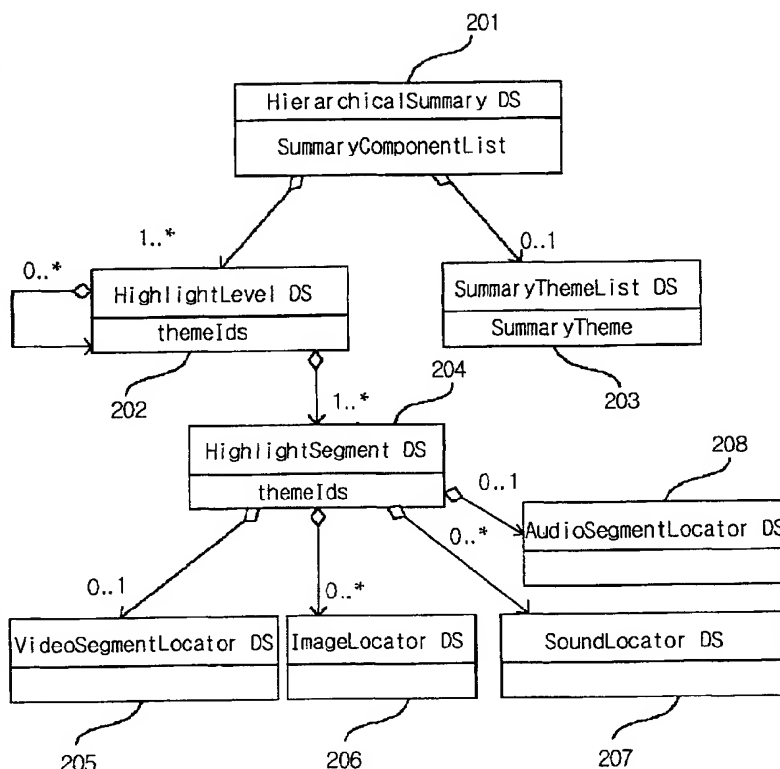 201
HierarchicalSummary DS
SummaryComponentList
1..*
0..1
0..*
HighlightLevel DS
themeIds
SummaryThemeList DS
SummaryTheme
202
203
204
1..*
HighlightSegment DS
themeIds
208
0..1
AudioSegmentLocator DS
0..*
0..1
0..*
VideoSegmentLocator DS
ImageLocator DS
SoundLocator DS
205
206
207